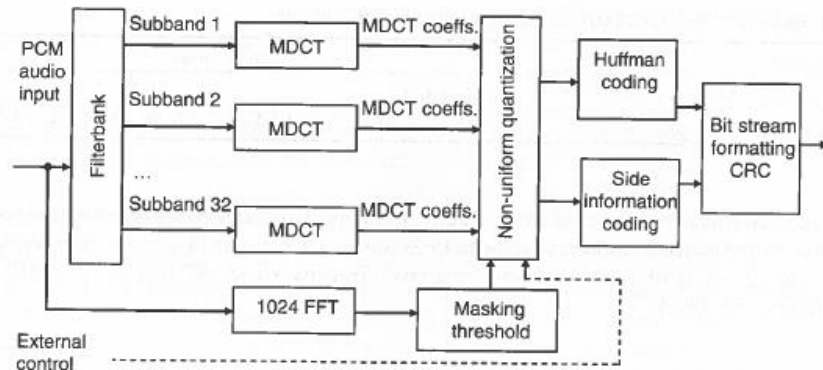 PCM
audio
input
Filterbank
Subband 1
MDCT
MDCT coeffs.
Subband 2
MDCT
MDCT coeffs.
...
Subband 32
MDCT
MDCT coeffs.
Non-uniform quantization
Huffman
coding
Side
information
coding
Bit stream
formatting
CRC
1024 FFT
Masking
threshold
External
control